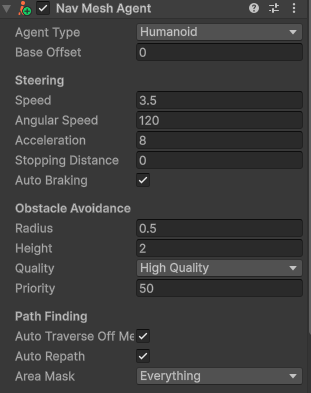 Nav Mesh Agent
Agent Type Humanoid
Base Offset 0
Steering
Speed 3.5
Angular Speed 120
Acceleration 8
Stopping Distance 0
Auto Braking
Obstacle Avoidance
Radius 0.5
Height 2
Quality High Quality
Priority 50
Path Finding
Auto Traverse Off Me
Auto Repath
Area Mask Everything